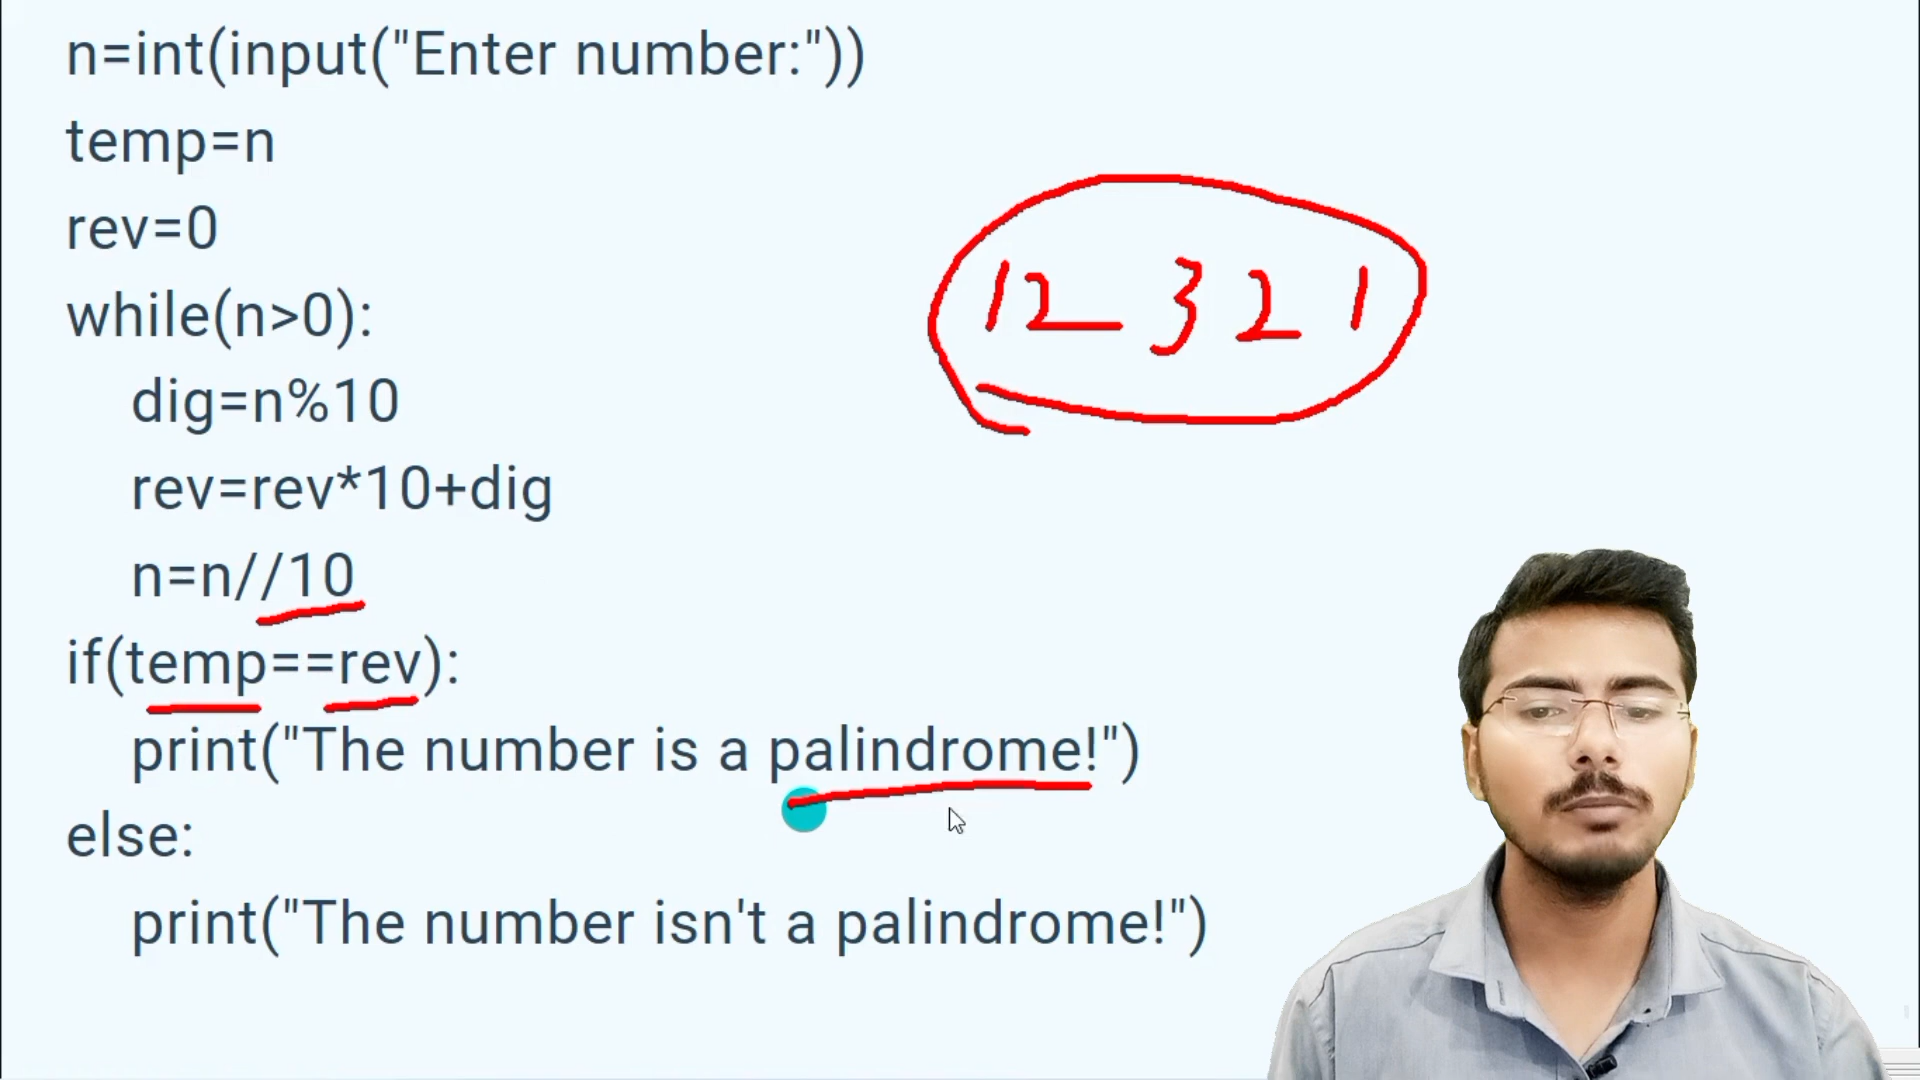 n=int(input("Enter number:"))
temp=n
rev=0
12321
while(n>0):
dig=n%10
rev=rev*10+dig
n=n//10
if(temp==rev):
print("The number is a palindrome!")
else:
print("The number isn't a palindrome!")